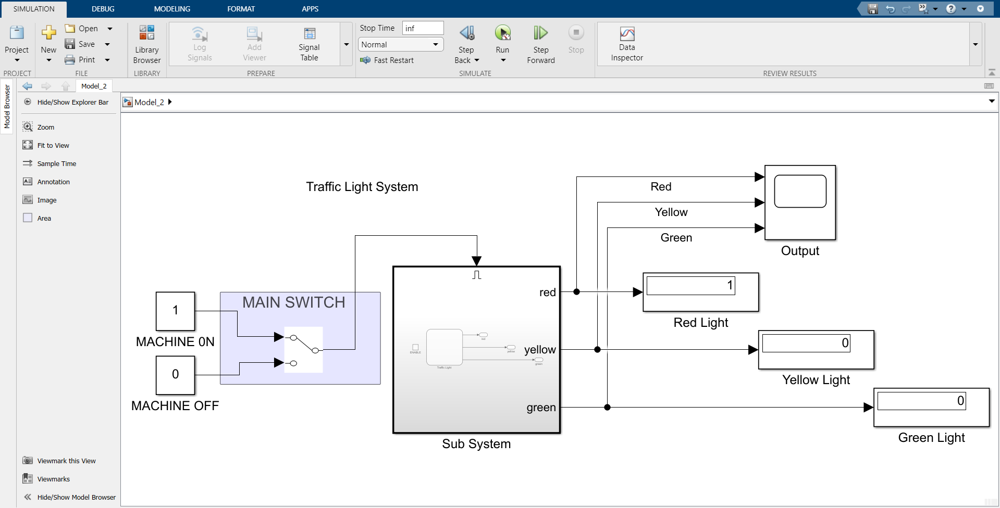 SIMULATION DEBUG MODELING FORMAT APPS
Project
New
Open
Save
Print
Library
Browser
Log
Signals
Add
Viewer
Signal
Table
Stop Time inf
Normal
Fast Restart
Step
Back
Run
Step
Forward
Stop
Data
Inspector
PROJECT FILE LIBRARY PREPARE SIMULATE REVIEW RESULTS
Model Browser
Model_2
Hide/Show Explorer Bar
Model_2
Zoom
Fit to View
Sample Time
Annotation
Image
Area
Viewmark this View
Viewmarks
Hide/Show Model Browser
Traffic Light System
Red
Yellow
Green
Output
1
MACHINE 0N
0
MACHINE OFF
MAIN SWITCH
red
yellow
green
ENABLE
Traffic Light
red
yellow
green
Sub System
1
Red Light
0
Yellow Light
0
Green Light